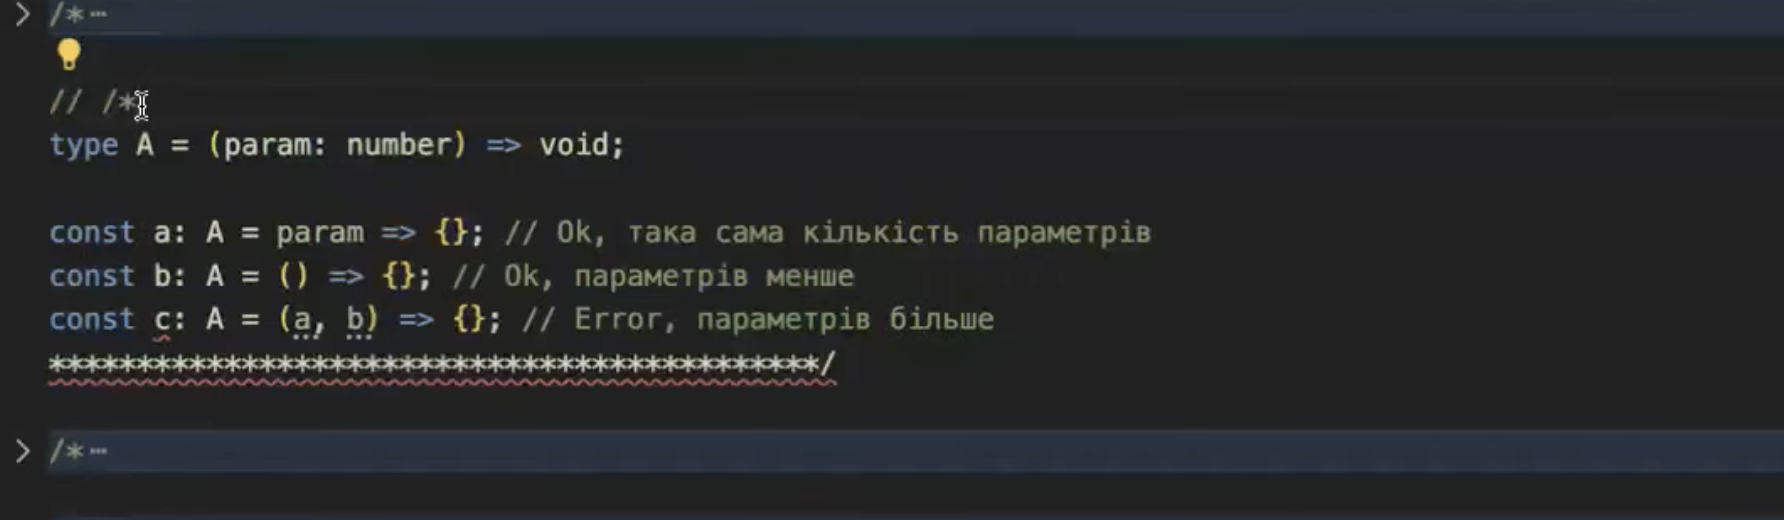 /*⋯
// /*
type A = (param: number) => void;
const a: A = param => {}; // Ok, така сама кількість параметрів
const b: A = () => {}; // Ok, параметрів менше
const c: A = (a, b) => {}; // Error, параметрів більше
********************************************/
/*⋯